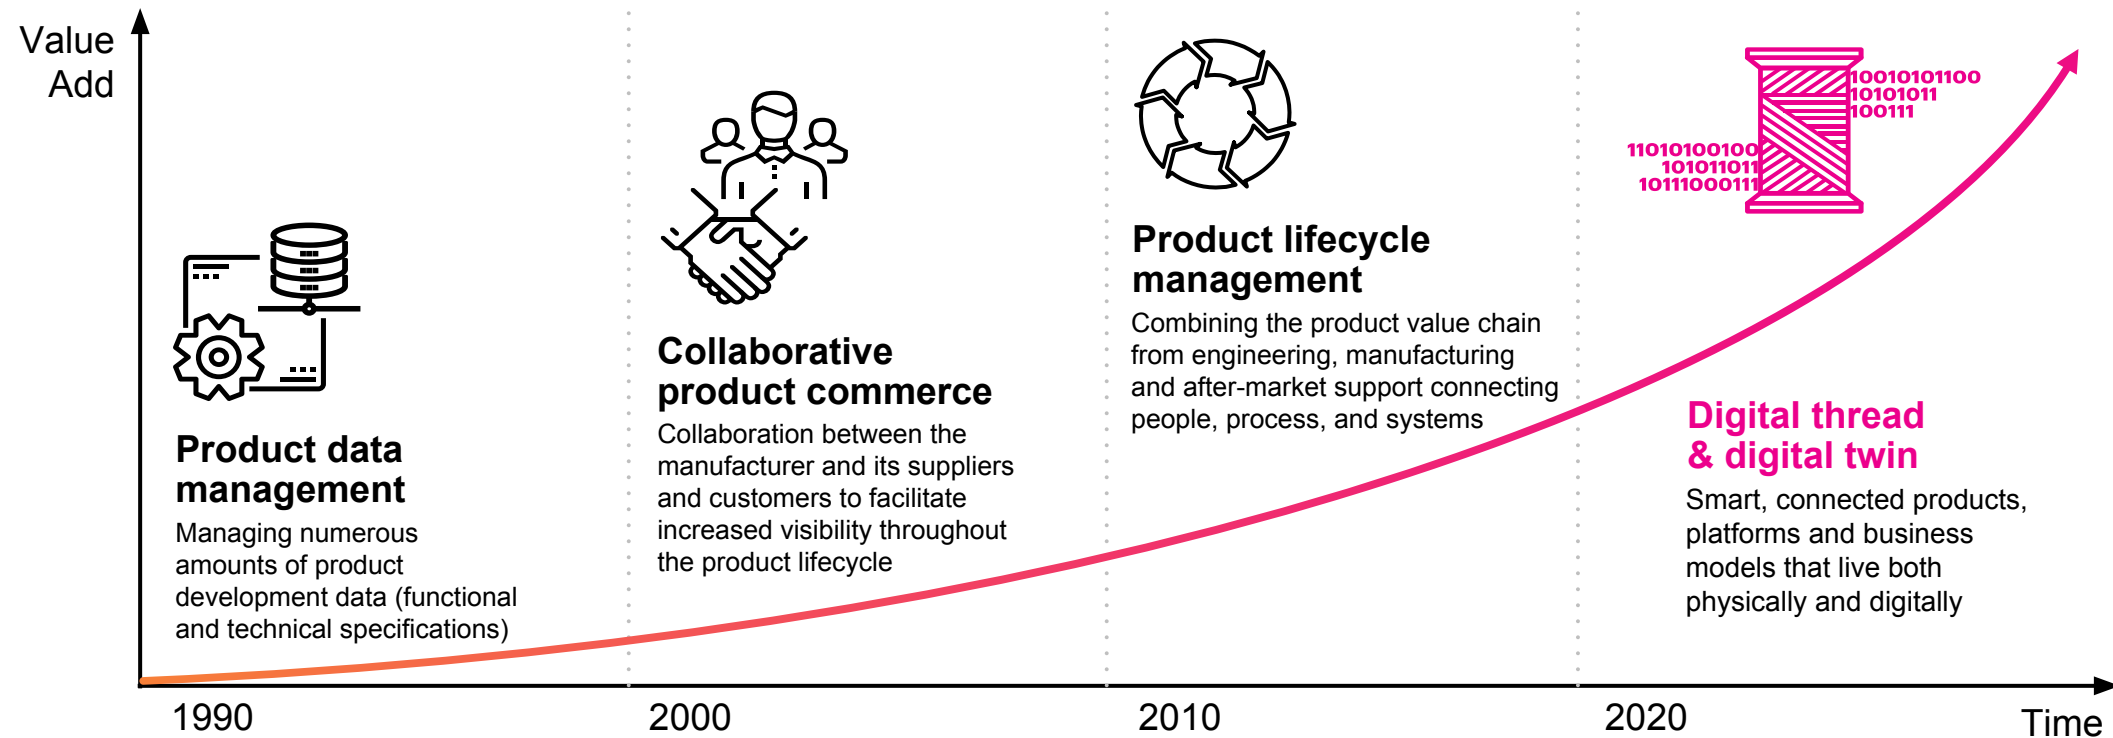 Value
Add
Product data
management
Managing numerous
amounts of product
development data (functional
and technical specifications)
Collaborative
product commerce
Collaboration between the
manufacturer and its suppliers
and customers to facilitate
increased visibility throughout
the product lifecycle
Product lifecycle
management
Combining the product value chain
from engineering, manufacturing
and after-market support connecting
people, process, and systems
10010101100
10101011
100111
11010100100
101011011
10111000111
Digital thread
& digital twin
Smart, connected products,
platforms and business
models that live both
physically and digitally
1990
2000
2010
2020
Time